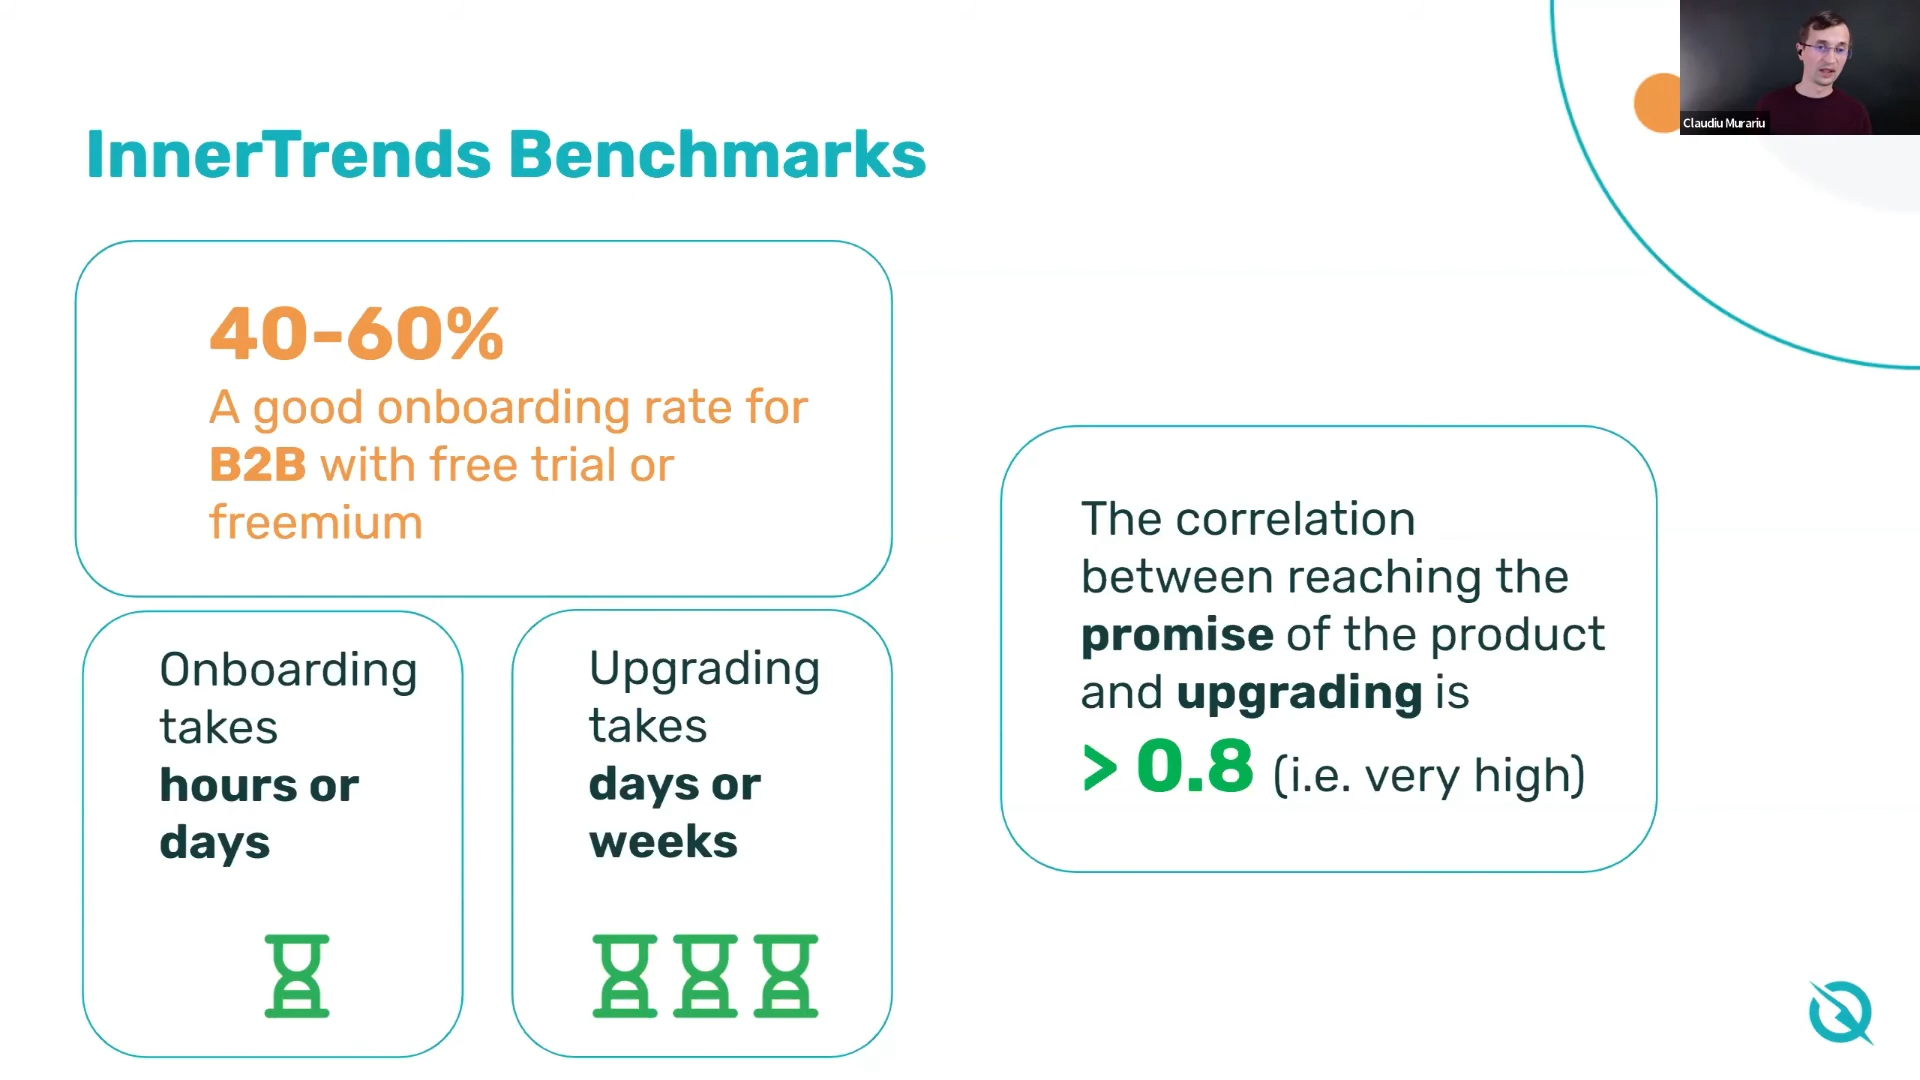 InnerTrends Benchmarks
40-60%
A good onboarding rate for
B2B with free trial or
freemium
Onboarding
takes
hours or
days
Upgrading
takes
days or
weeks
The correlation
between reaching the
promise of the product
and upgrading is
> 0.8 (i.e. very high)
Claudiu Murariu